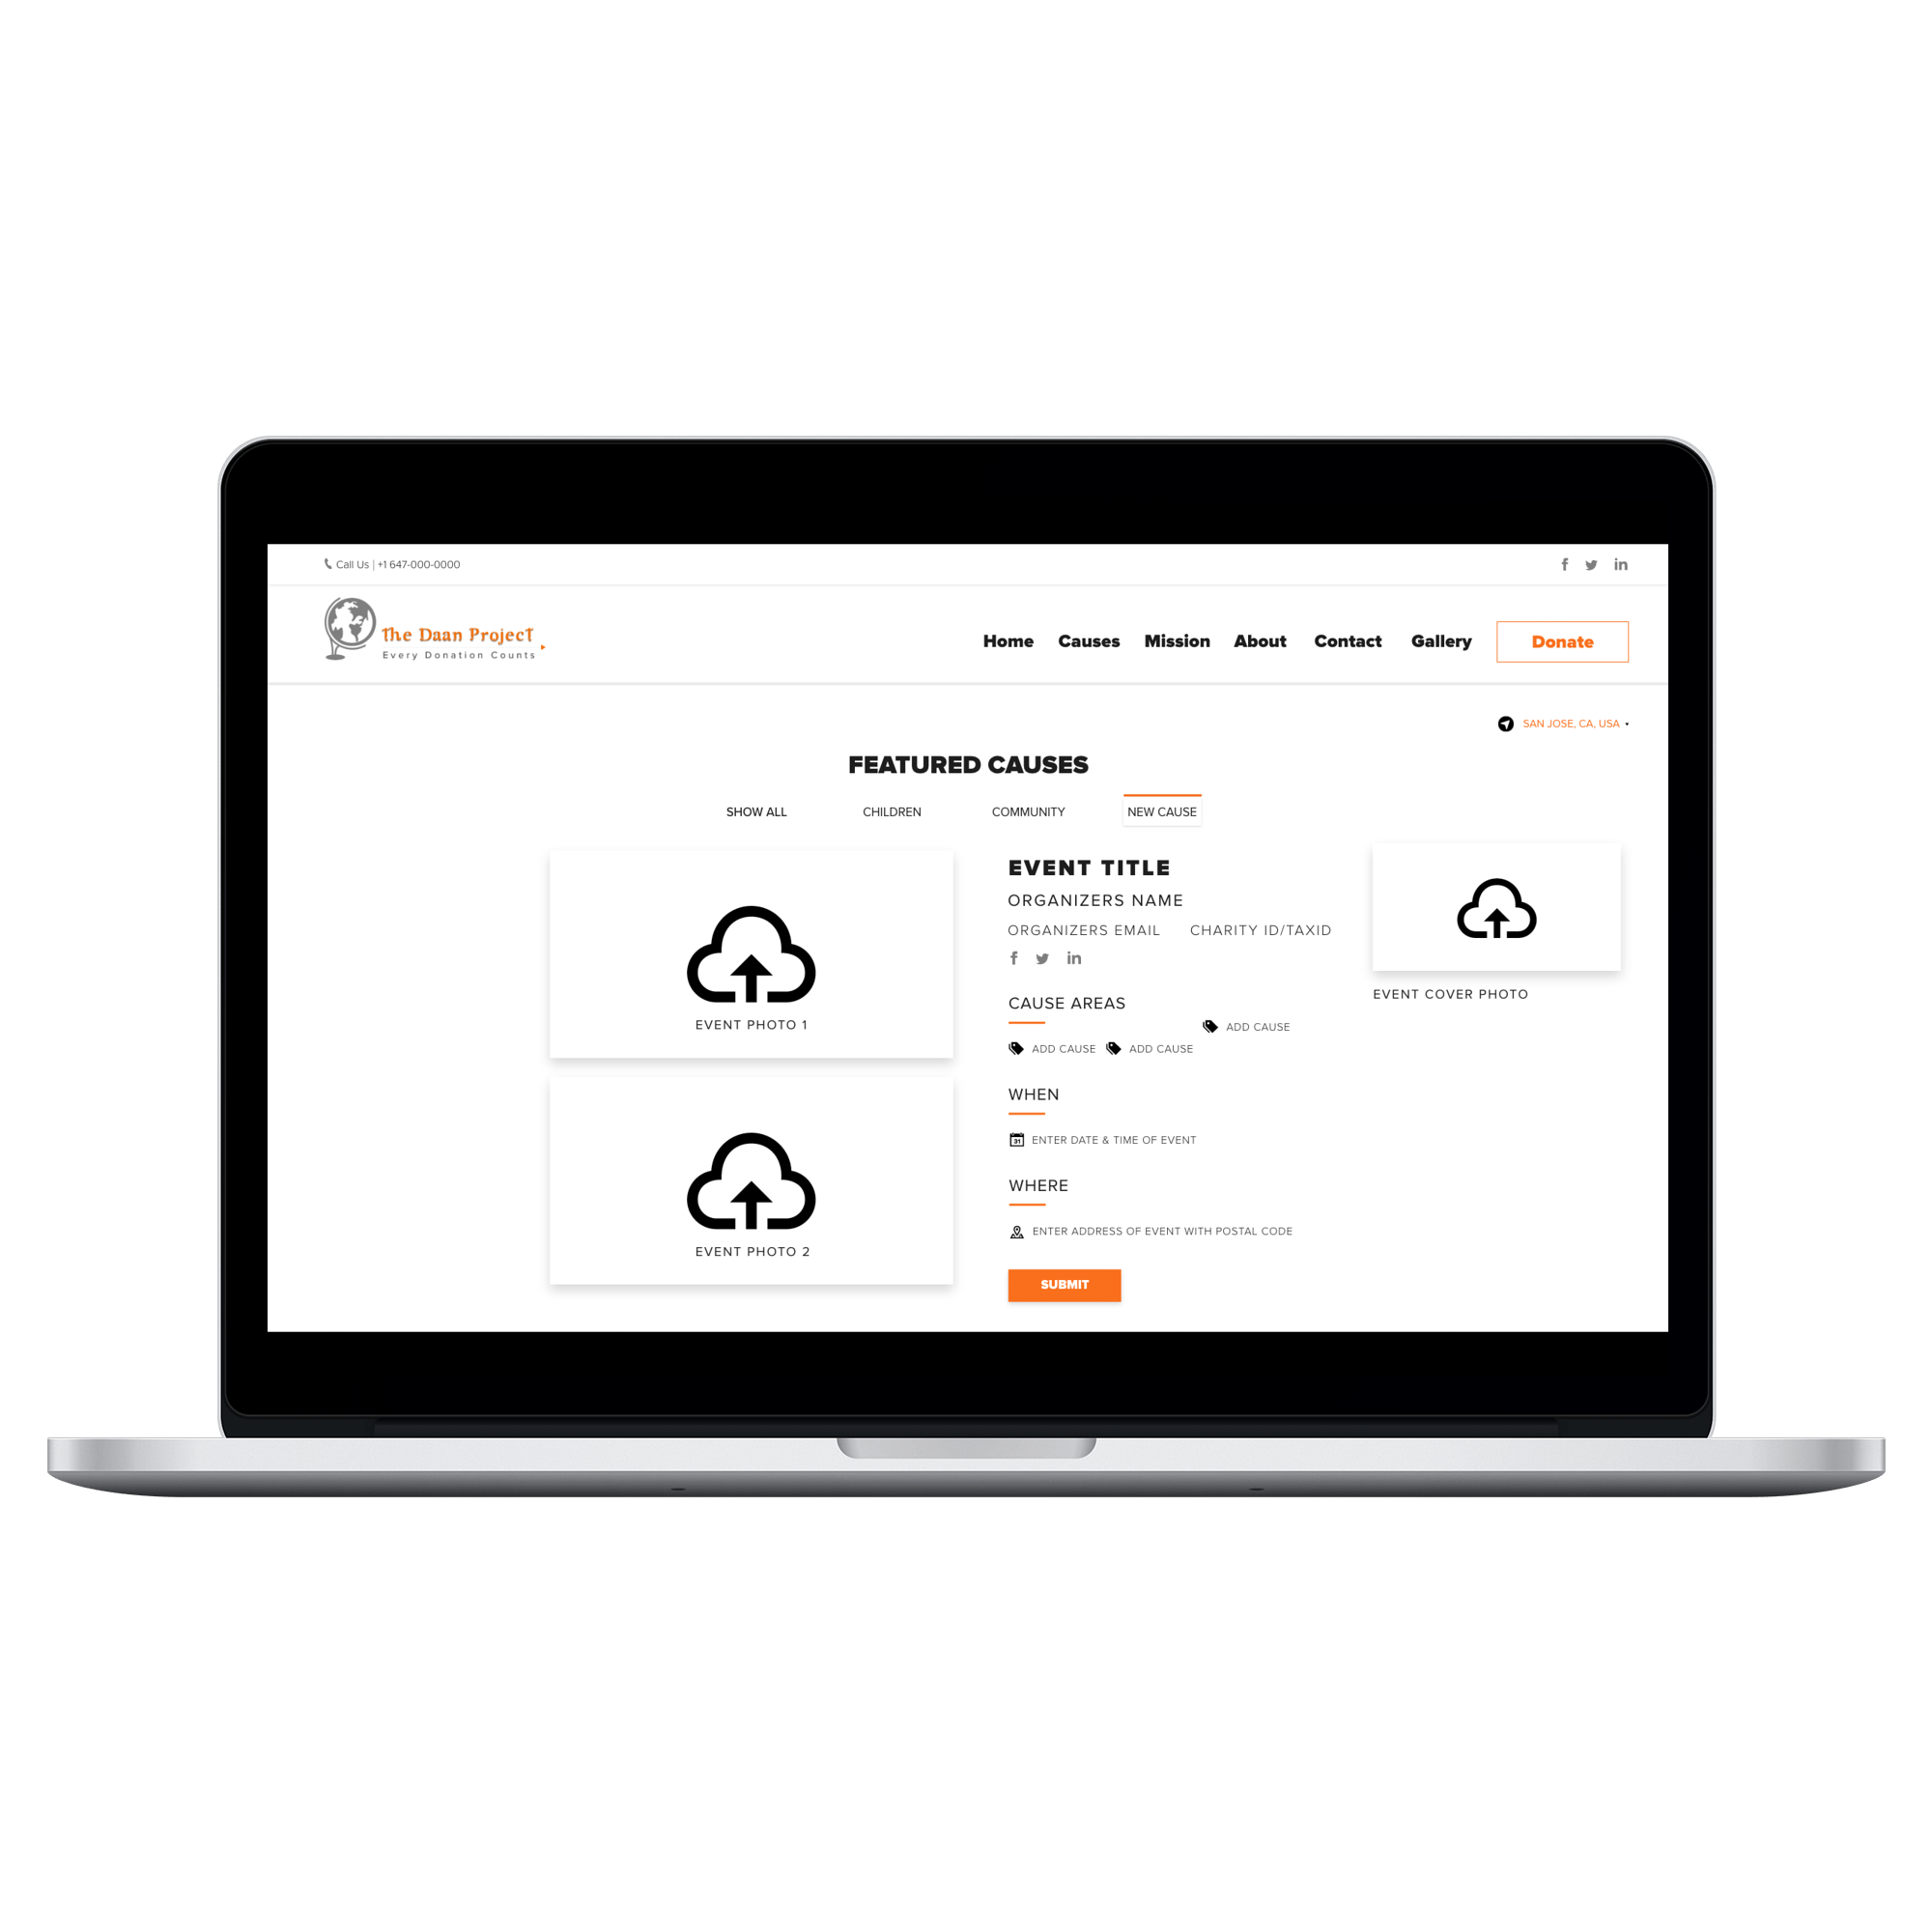 Call Us | +1 647-000-0000
The Daan Project
Every Donation Counts
Home Causes Mission About Contact Gallery Donate
SAN JOSE, CA, USA
FEATURED CAUSES
SHOW ALL CHILDREN COMMUNITY NEW CAUSE
EVENT PHOTO 1
EVENT PHOTO 2
EVENT TITLE
ORGANIZERS NAME
ORGANIZERS EMAIL CHARITY ID/TAXID
f in
CAUSE AREAS
ADD CAUSE ADD CAUSE ADD CAUSE
WHEN
31 ENTER DATE & TIME OF EVENT
WHERE
ENTER ADDRESS OF EVENT WITH POSTAL CODE
SUBMIT
EVENT COVER PHOTO
f in